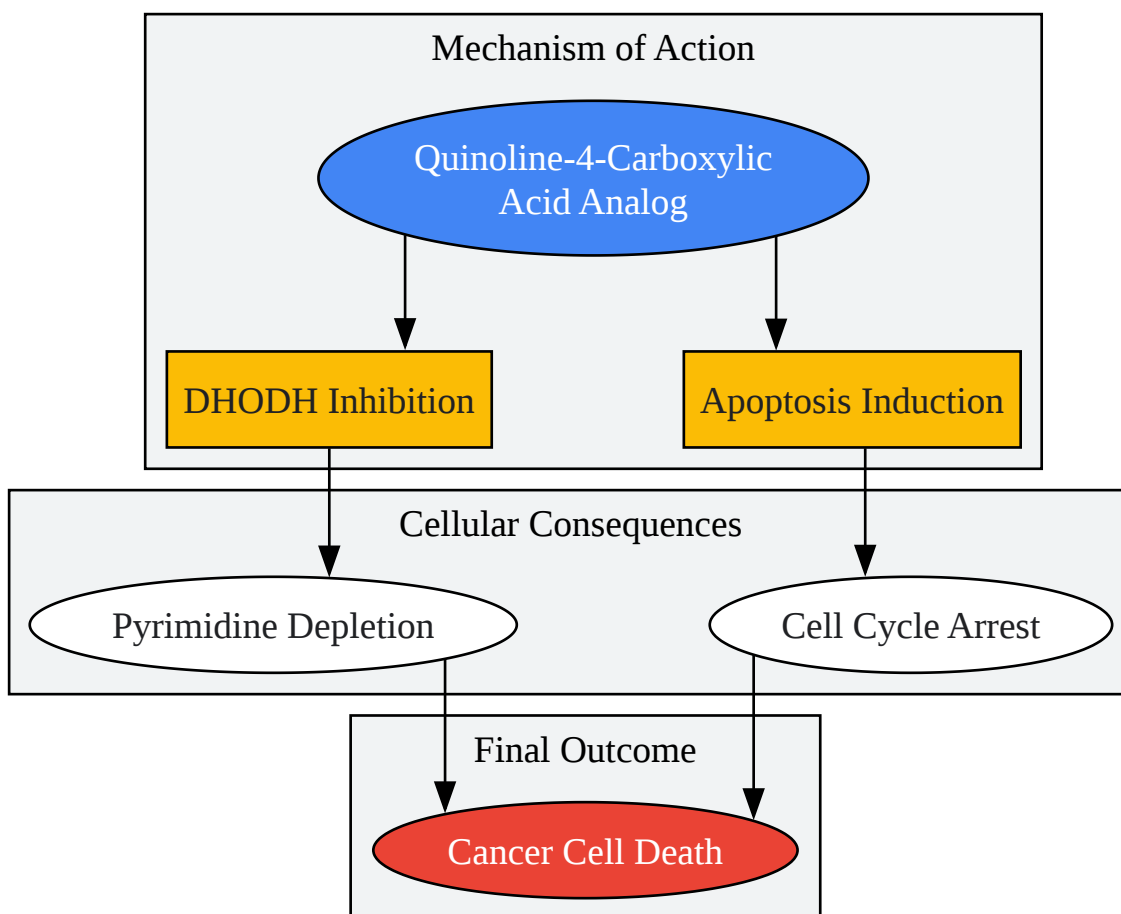 Mechanism of Action
Quinoline-4-Carboxylic
Acid Analog
DHODH Inhibition
Apoptosis Induction
Cellular Consequences
Pyrimidine Depletion
Cell Cycle Arrest
Final Outcome
Cancer Cell Death